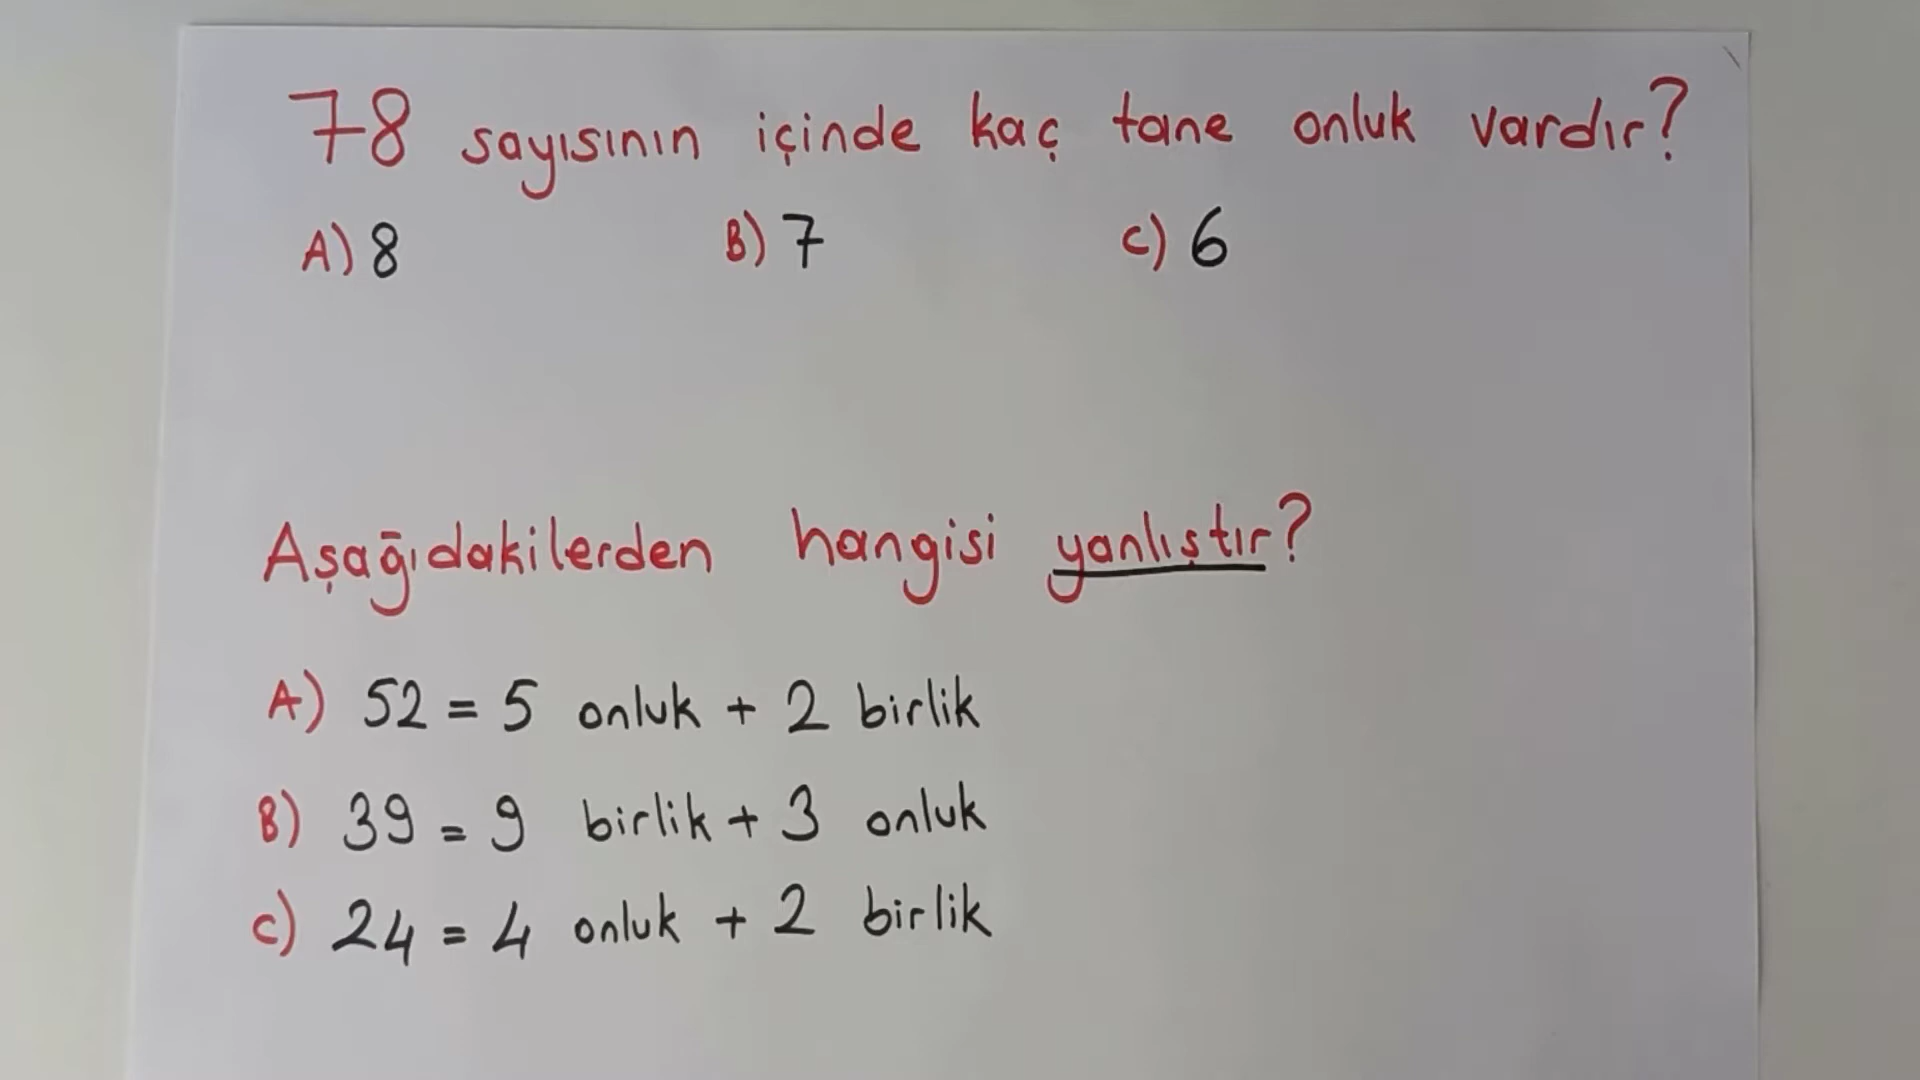 78 sayısının içinde kaç tane onluk vardır?
A) 8 B) 7 C) 6
Aşağıdakilerden hangisi yanlıştır?
A) 52 = 5 onluk + 2 birlik
B) 39 = 9 birlik + 3 onluk
C) 24 = 4 onluk + 2 birlik